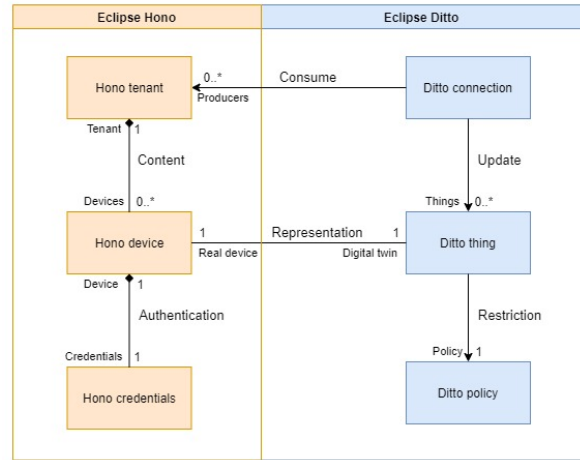 Eclipse Hono Eclipse Ditto
Hono tenant 0..* Consume Ditto connection
Producers
Tenant 1
Content Update
Devices 0..* Things 0..*
Hono device 1 Representation 1 Ditto thing
Real device Digital twin
Device 1
Authentication Restriction
Credentials 1 Policy 1
Hono credentials Ditto policy